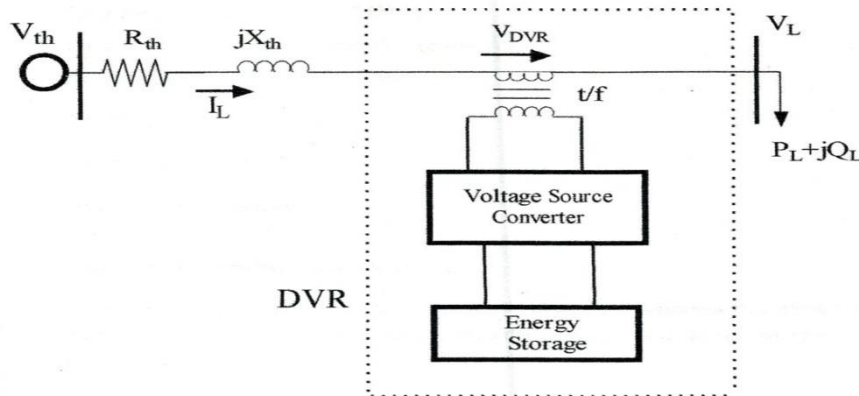 V_th
R_th
jX_th
I_L
V_DVR
t/f
V_L
P_L+jQ_L
Voltage Source
Converter
DVR
Energy
Storage